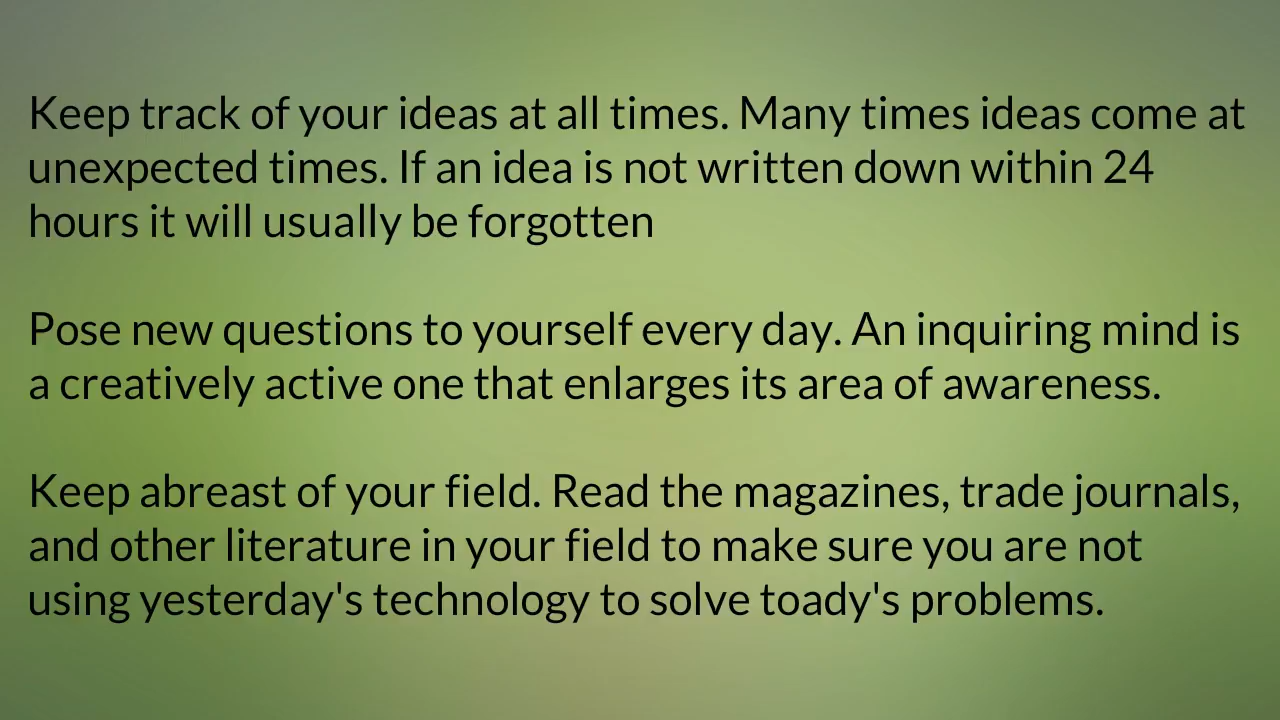 Keep track of your ideas at all times. Many times ideas come at
unexpected times. If an idea is not written down within 24
hours it will usually be forgotten
Pose new questions to yourself every day. An inquiring mind is
a creatively active one that enlarges its area of awareness.
Keep abreast of your field. Read the magazines, trade journals,
and other literature in your field to make sure you are not
using yesterday's technology to solve toady's problems.